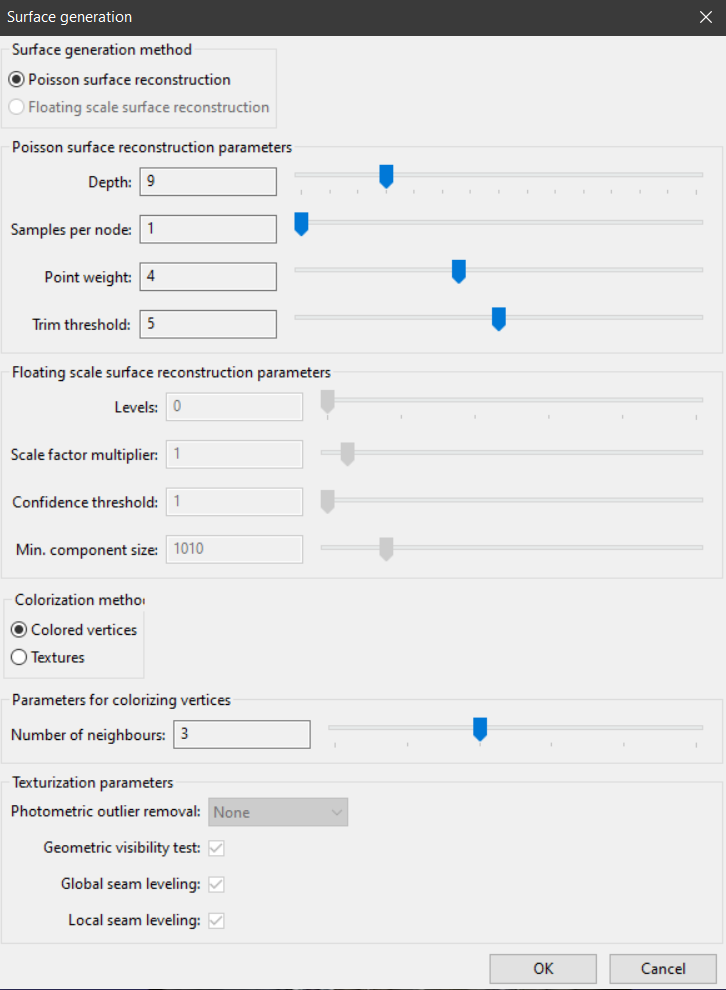 Surface generation
Surface generation method
Poisson surface reconstruction
Floating scale surface reconstruction
Poisson surface reconstruction parameters
Depth: 9
Samples per node: 1
Point weight: 4
Trim threshold: 5
Floating scale surface reconstruction parameters
Levels: 0
Scale factor multiplier: 1
Confidence threshold: 1
Min. component size: 1010
Colorization metho
Colored vertices
Textures
Parameters for colorizing vertices
Number of neighbours: 3
Texturization parameters
Photometric outlier removal: None
Geometric visibility test:
Global seam leveling:
Local seam leveling:
OK Cancel